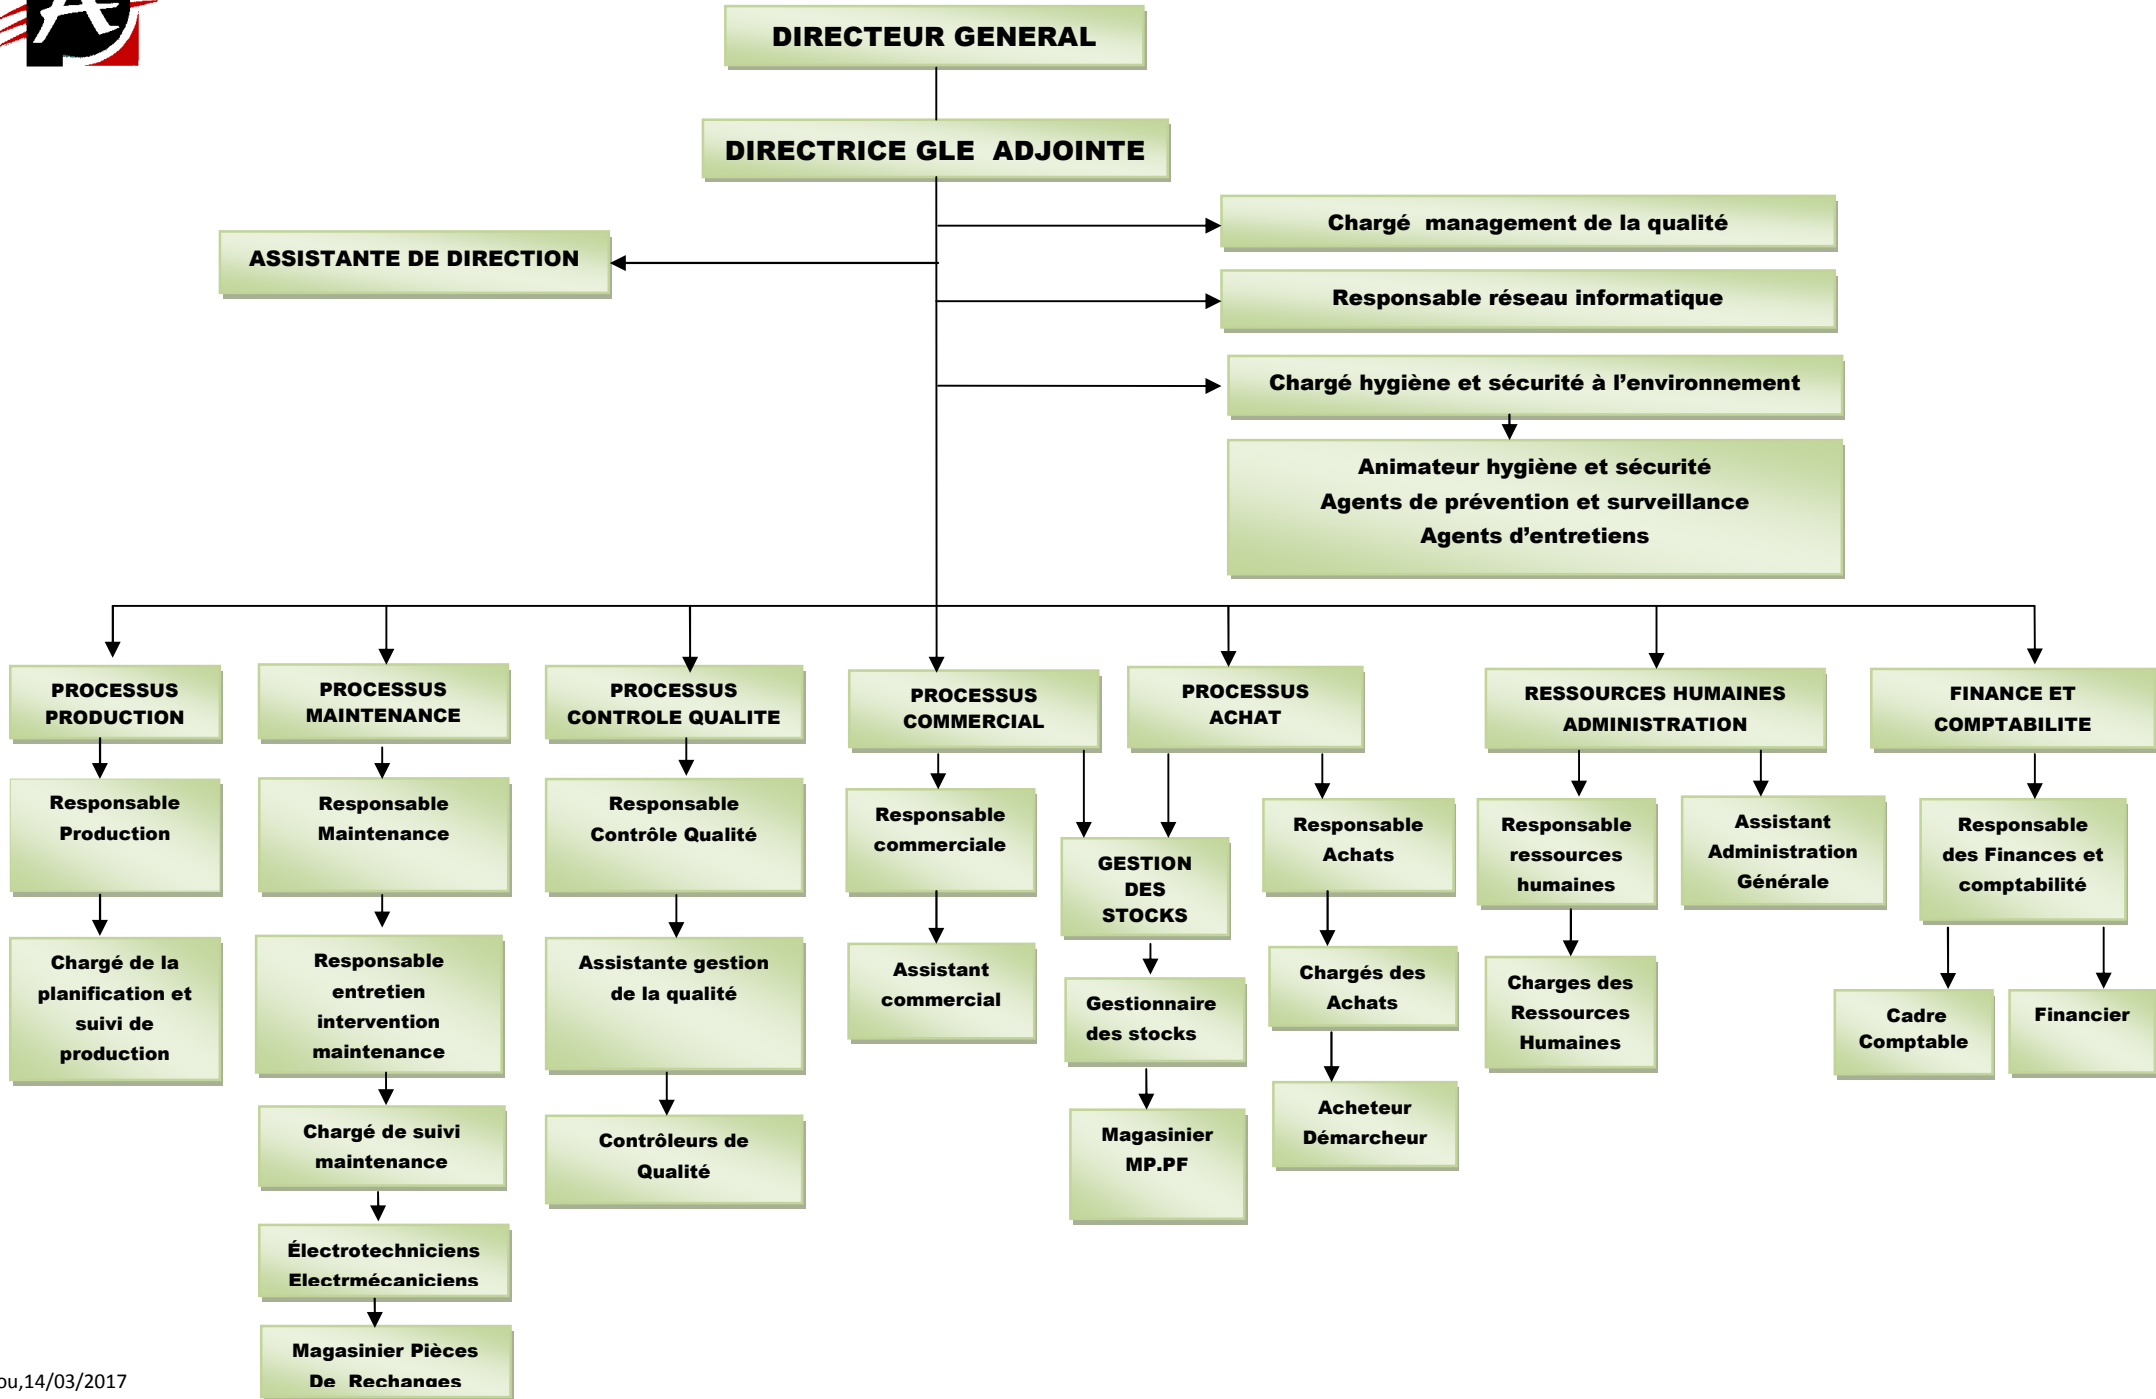 DIRECTEUR GENERAL
DIRECTRICE GLE  ADJOINTE
Chargé  management de la qualité
ASSISTANTE DE DIRECTION
Responsable réseau informatique
Chargé hygiène et sécurité à l’environnement
Animateur hygiène et sécurité
Agents de prévention et surveillance
Agents d’entretiens
PROCESSUS
PRODUCTION
PROCESSUS
MAINTENANCE
PROCESSUS
CONTROLE QUALITE
PROCESSUS
COMMERCIAL
PROCESSUS
ACHAT
RESSOURCES HUMAINES
ADMINISTRATION
FINANCE ET
COMPTABILITE
Responsable
Production
Responsable
Maintenance
Responsable
Contrôle Qualité
Responsable
commerciale
GESTION
DES
STOCKS
Responsable
Achats
Responsable
ressources
humaines
Assistant
Administration
Générale
Responsable
des Finances et
comptabilité
Chargé de la
planification et
suivi de
production
Responsable
entretien
intervention
maintenance
Assistante gestion
de la qualité
Assistant
commercial
Gestionnaire
des stocks
Chargés des
Achats
Charges des
Ressources
Humaines
Cadre
Comptable
Financier
Chargé de suivi
maintenance
Contrôleurs de
Qualité
Magasinier
MP.PF
Acheteur
Démarcheur
Électrotechniciens
Electrmécaniciens
Magasinier Pièces
De  Rechanges
ou,14/03/2017